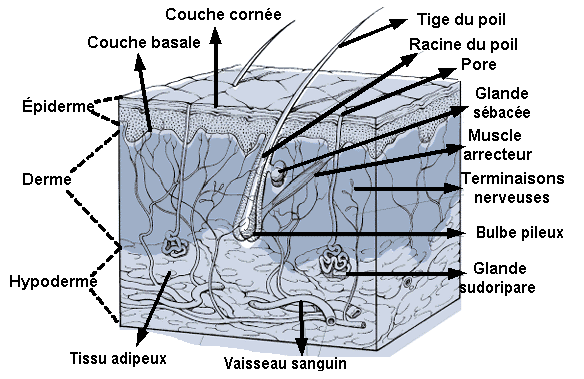 Couche cornée
Couche basale
Épiderme
Derme
Hypoderme
Tissu adipeux
Vaisseau sanguin
Tige du poil
Racine du poil
Pore
Glande
sébacée
Muscle
arrecteur
Terminaisons
nerveuses
Bulbe pileux
Glande
sudoripare